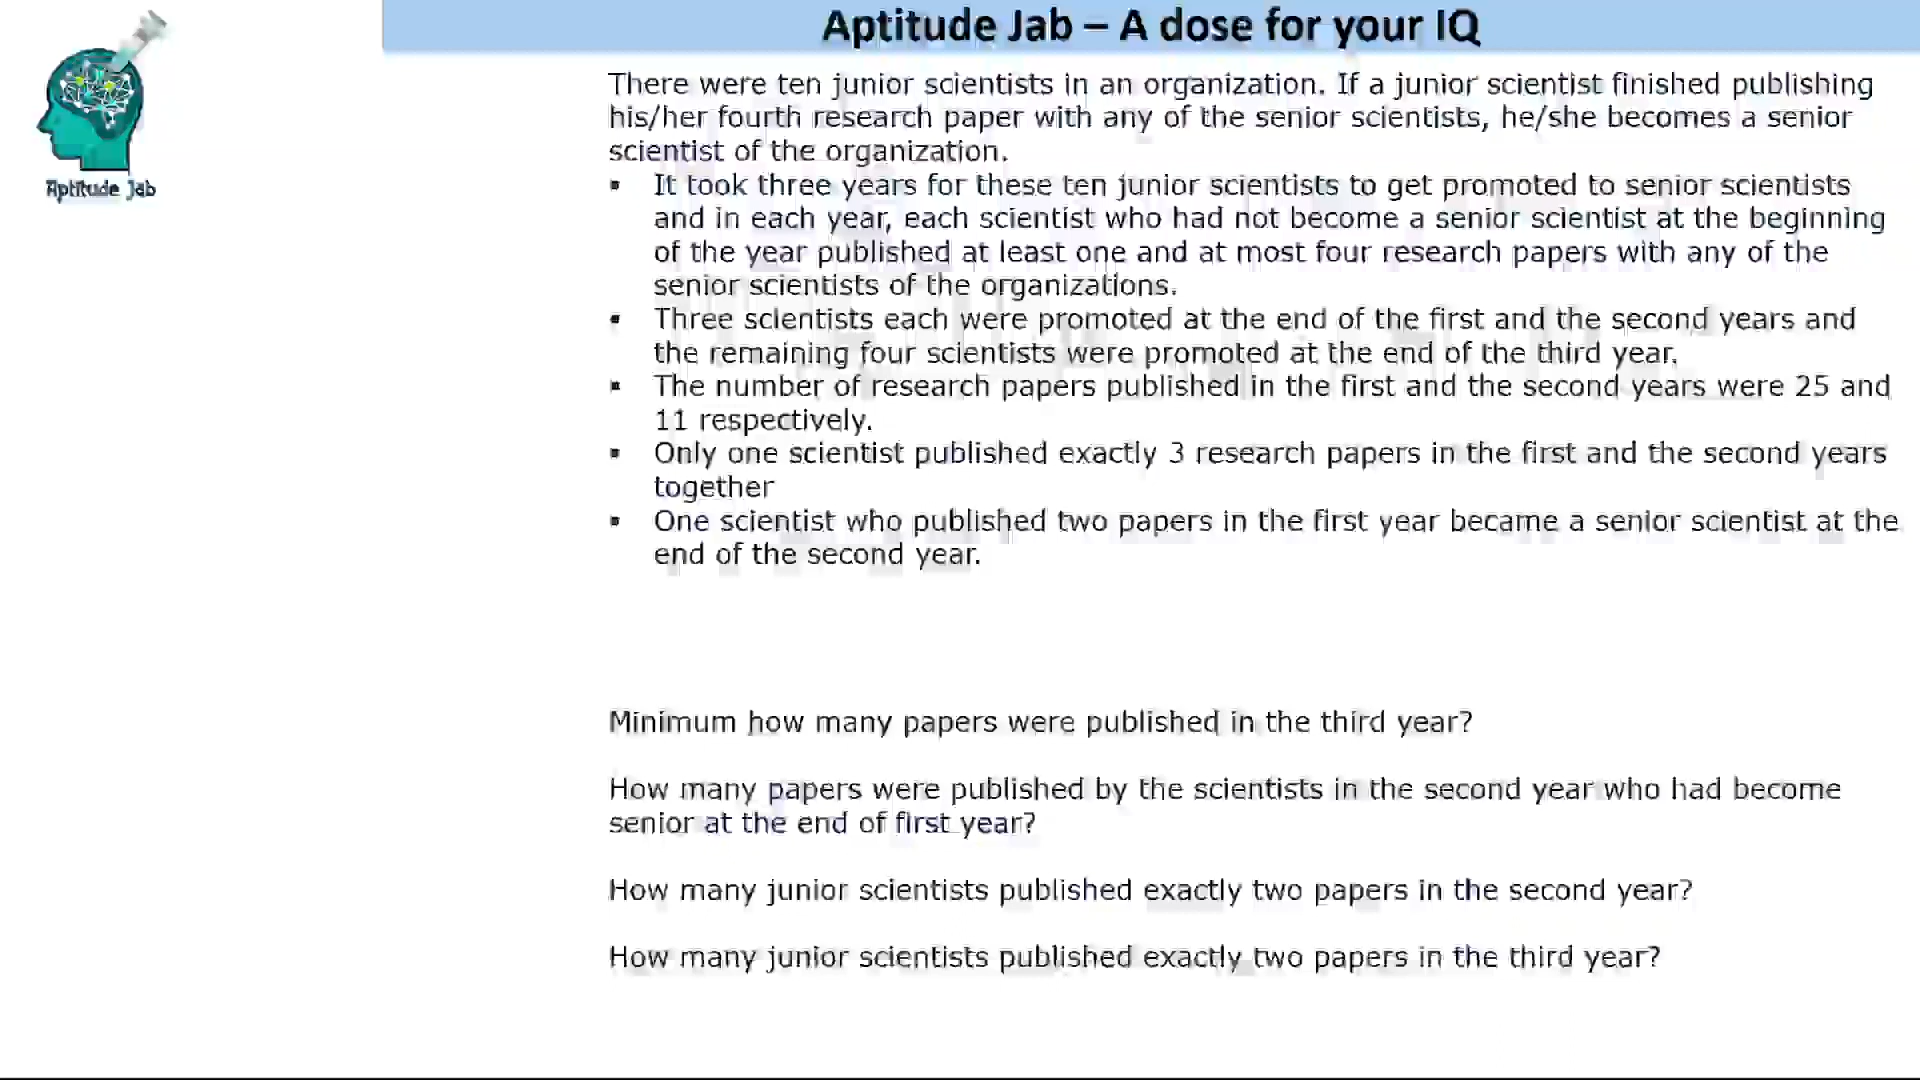 Aptitude Jab – A dose for your IQ
There were ten junior scientists in an organization. If a junior scientist finished publishing
his/her fourth research paper with any of the senior scientists, he/she becomes a senior
scientist of the organization.
▪ It took three years for these ten junior scientists to get promoted to senior scientists
and in each year, each scientist who had not become a senior scientist at the beginning
of the year published at least one and at most four research papers with any of the
senior scientists of the organizations.
▪ Three scientists each were promoted at the end of the first and the second years and
the remaining four scientists were promoted at the end of the third year.
▪ The number of research papers published in the first and the second years were 25 and
11 respectively.
▪ Only one scientist published exactly 3 research papers in the first and the second years
together
▪ One scientist who published two papers in the first year became a senior scientist at the
end of the second year.
Aptitude Jab
Minimum how many papers were published in the third year?
How many papers were published by the scientists in the second year who had become
senior at the end of first year?
How many junior scientists published exactly two papers in the second year?
How many junior scientists published exactly two papers in the third year?